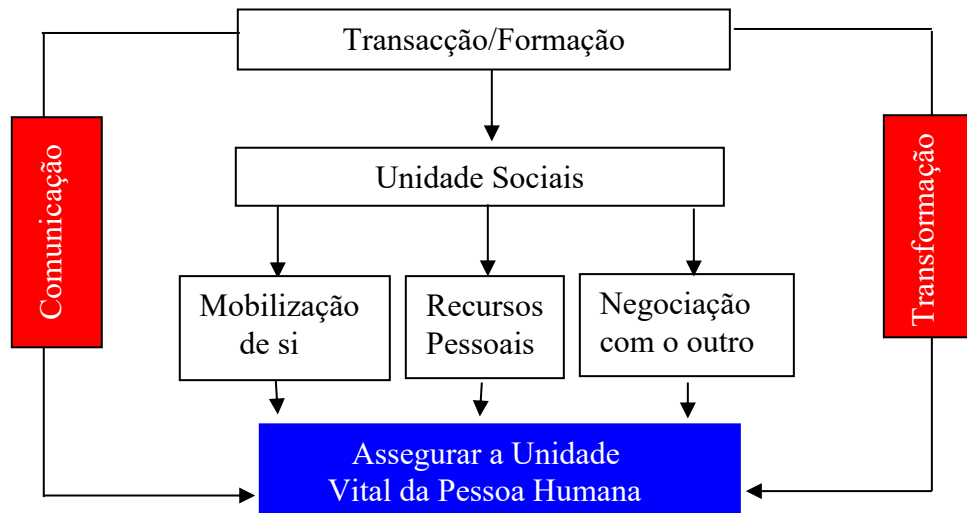 Transacção/Formação
Comunicação
Transformação
Unidade Sociais
Mobilização
de si
Recursos
Pessoais
Negociação
com o outro
Assegurar a Unidade
Vital da Pessoa Humana